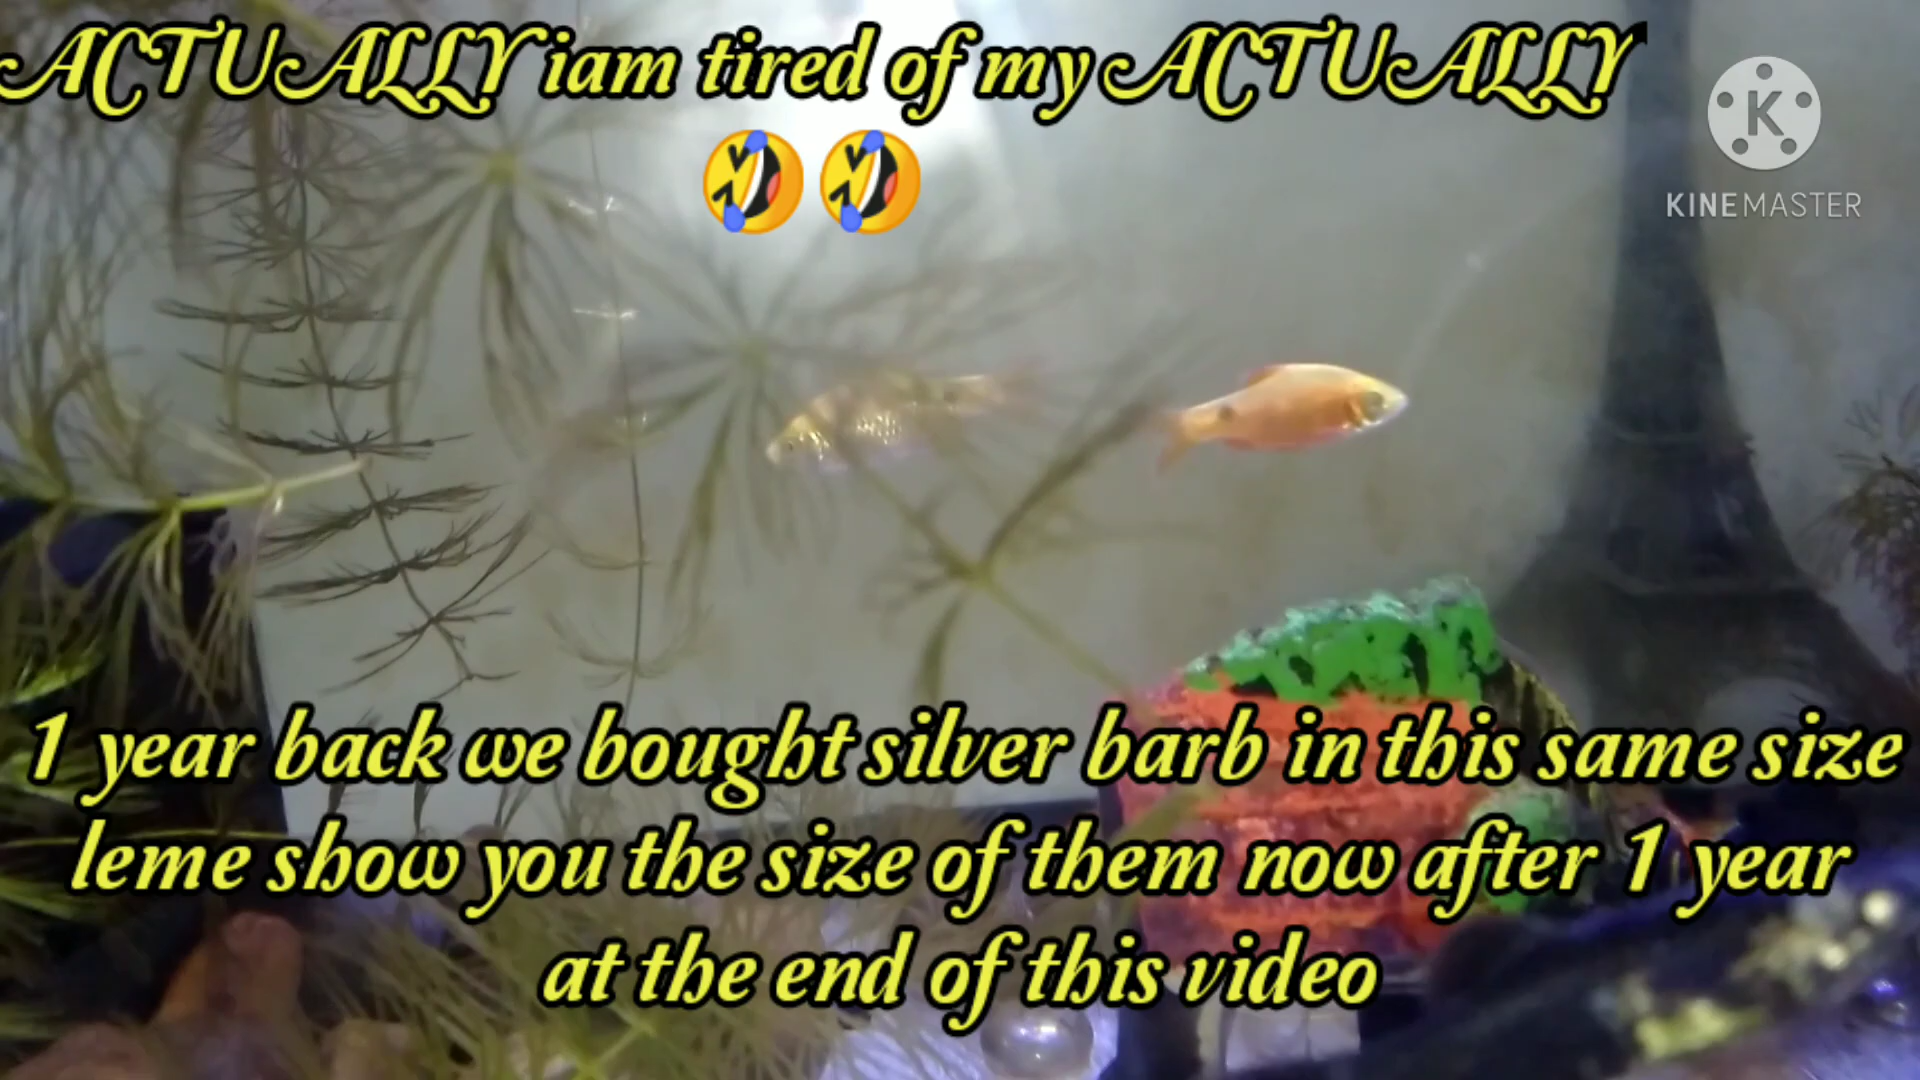 ACTUALLY iam tired of my ACTUALLY
🤣🤣
K
KINEMASTER
1 year back we bought silver barb in this same size
leme show you the size of them now after 1 year
at the end of this video